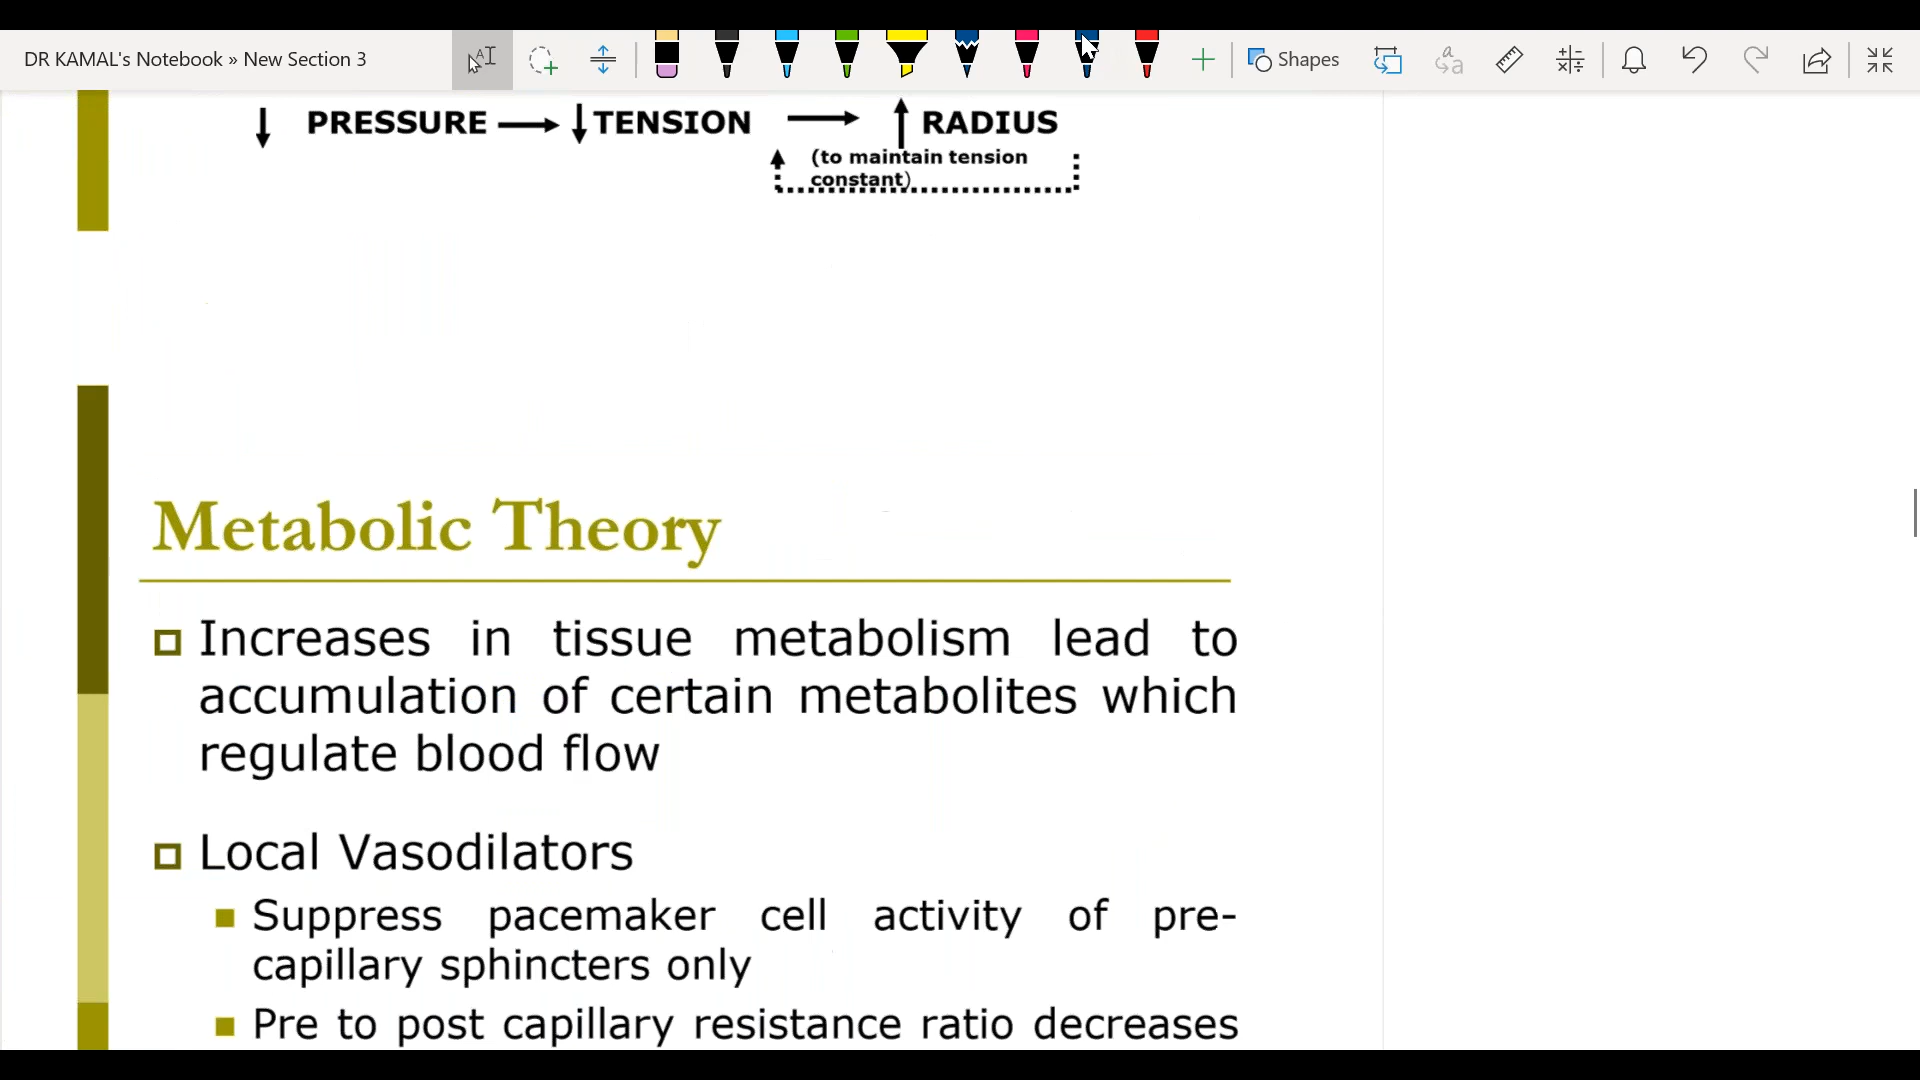 DR KAMAL's Notebook » New Section 3
Shapes
PRESSURE TENSION RADIUS
(to maintain tension
constant)
Metabolic Theory
Increases in tissue metabolism lead to
accumulation of certain metabolites which
regulate blood flow
Local Vasodilators
Suppress pacemaker cell activity of pre-
capillary sphincters only
Pre to post capillary resistance ratio decreases